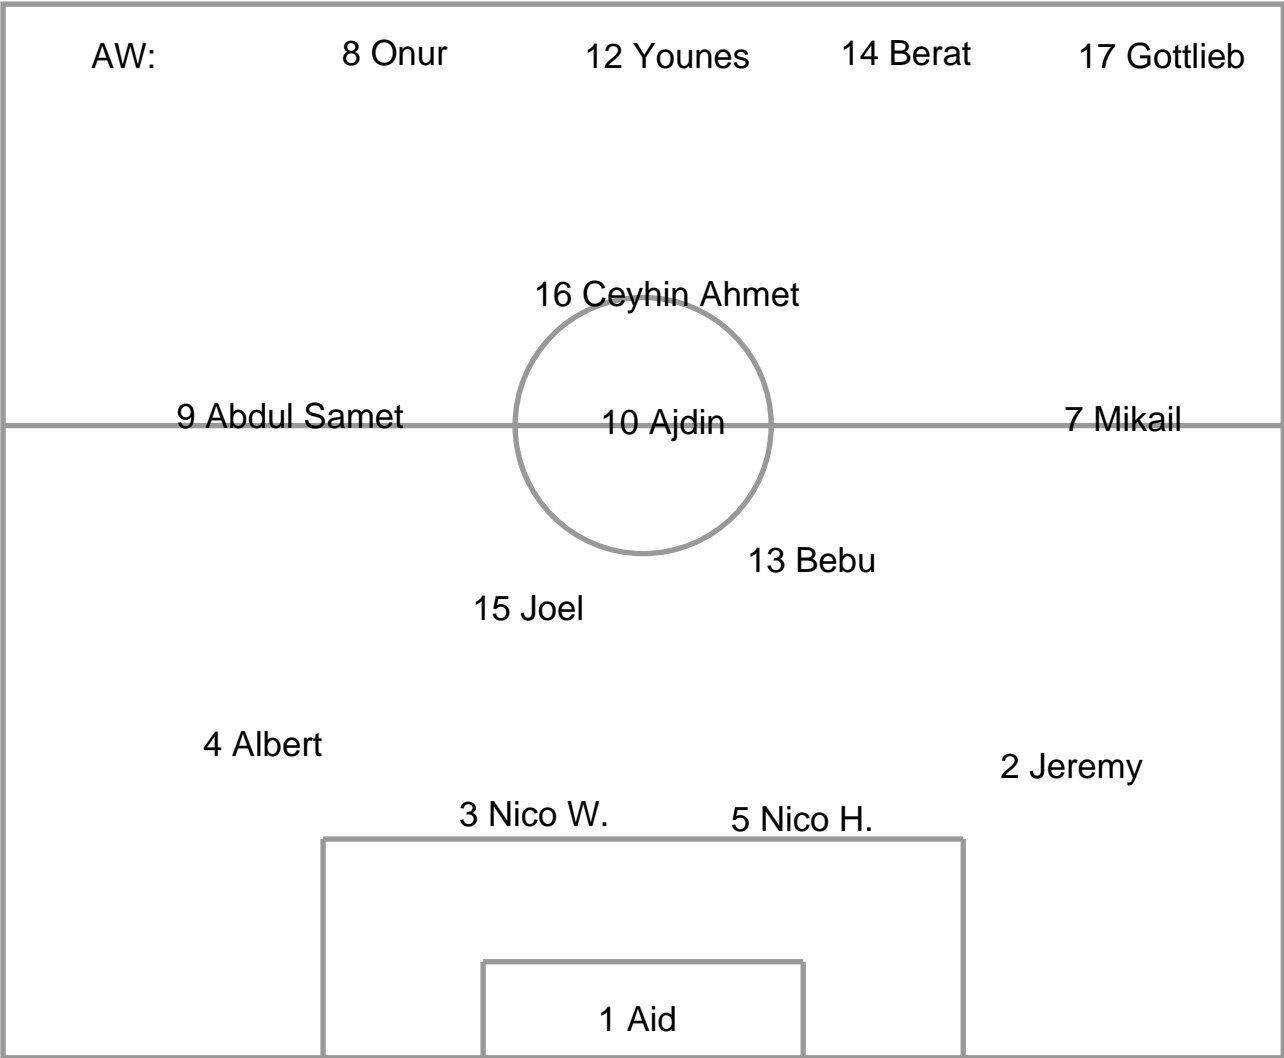 AW: 8 Onur 12 Younes 14 Berat 17 Gottlieb
16 Ceyhin Ahmet
9 Abdul Samet 10 Ajdin 7 Mikail
13 Bebu
15 Joel
4 Albert
2 Jeremy
3 Nico W. 5 Nico H.
1 Aid